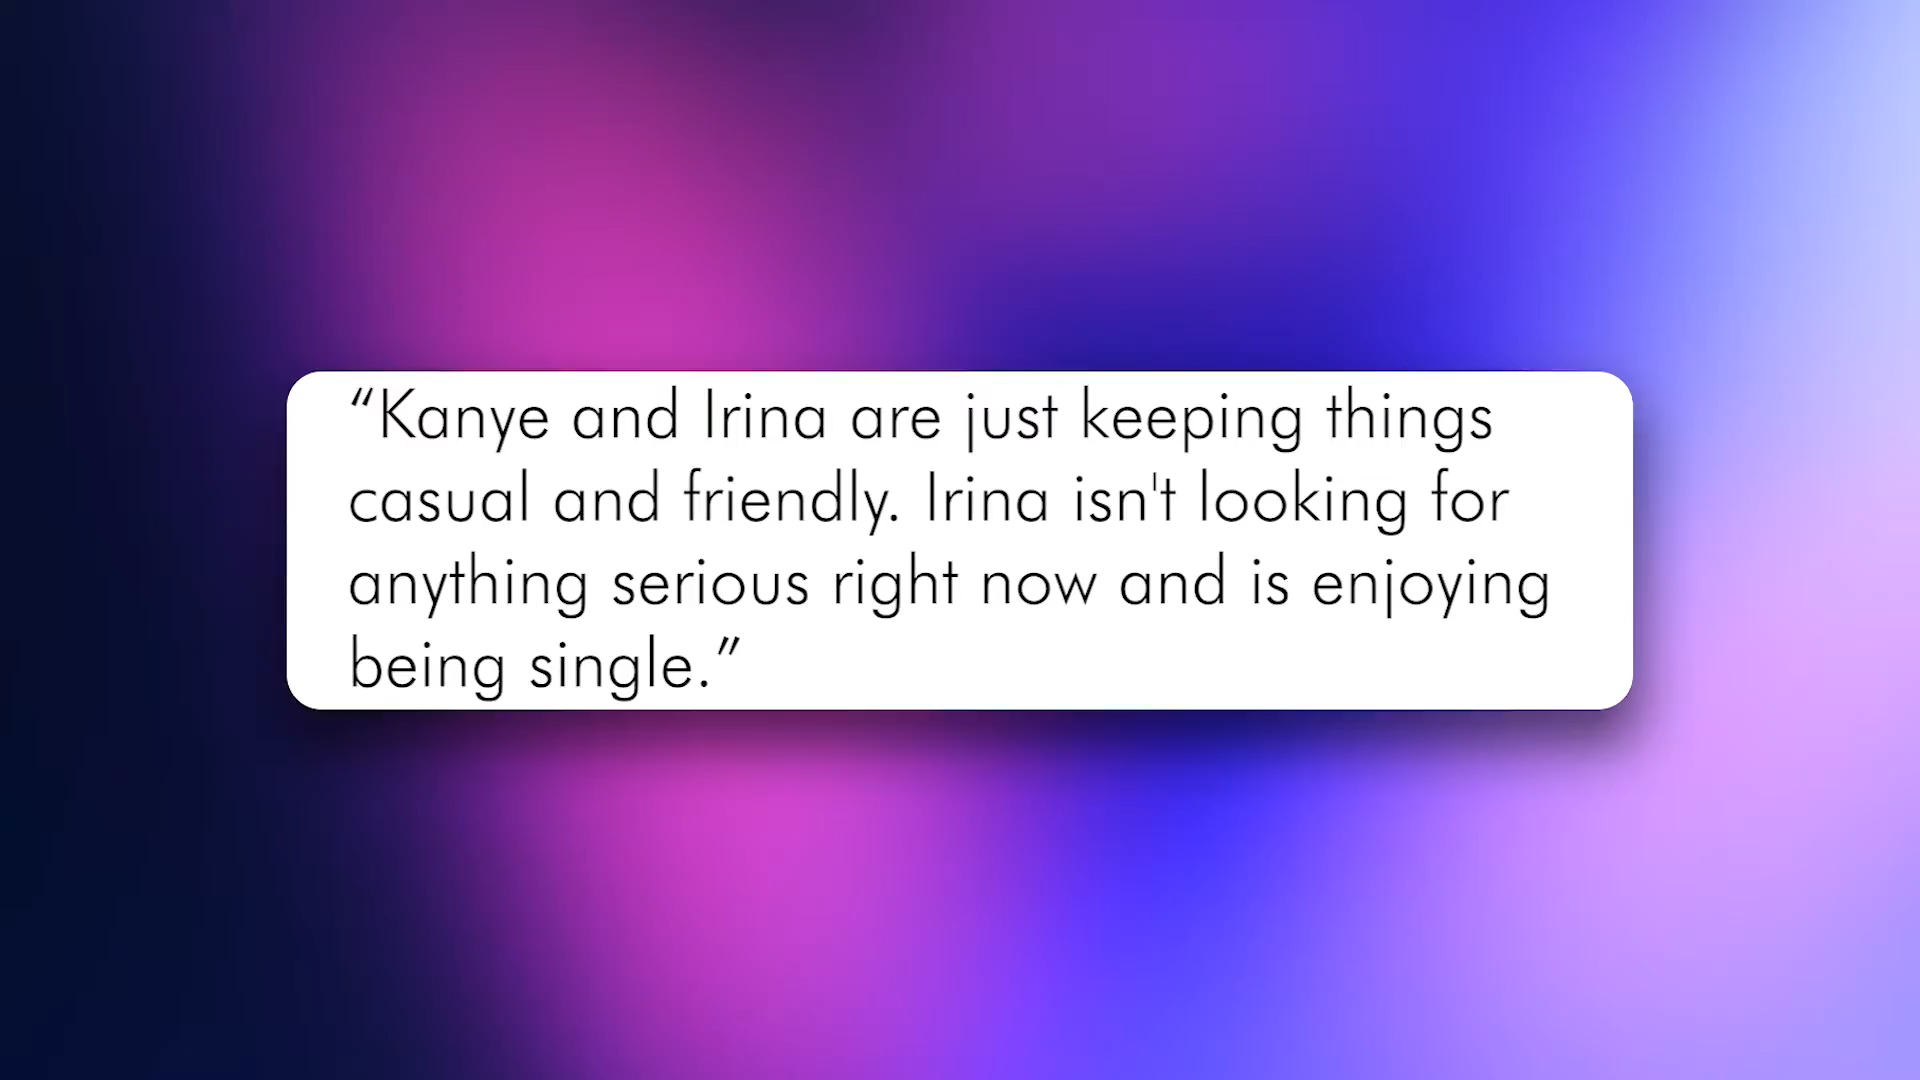 “Kanye and Irina are just keeping things
casual and friendly. Irina isn't looking for
anything serious right now and is enjoying
being single.”